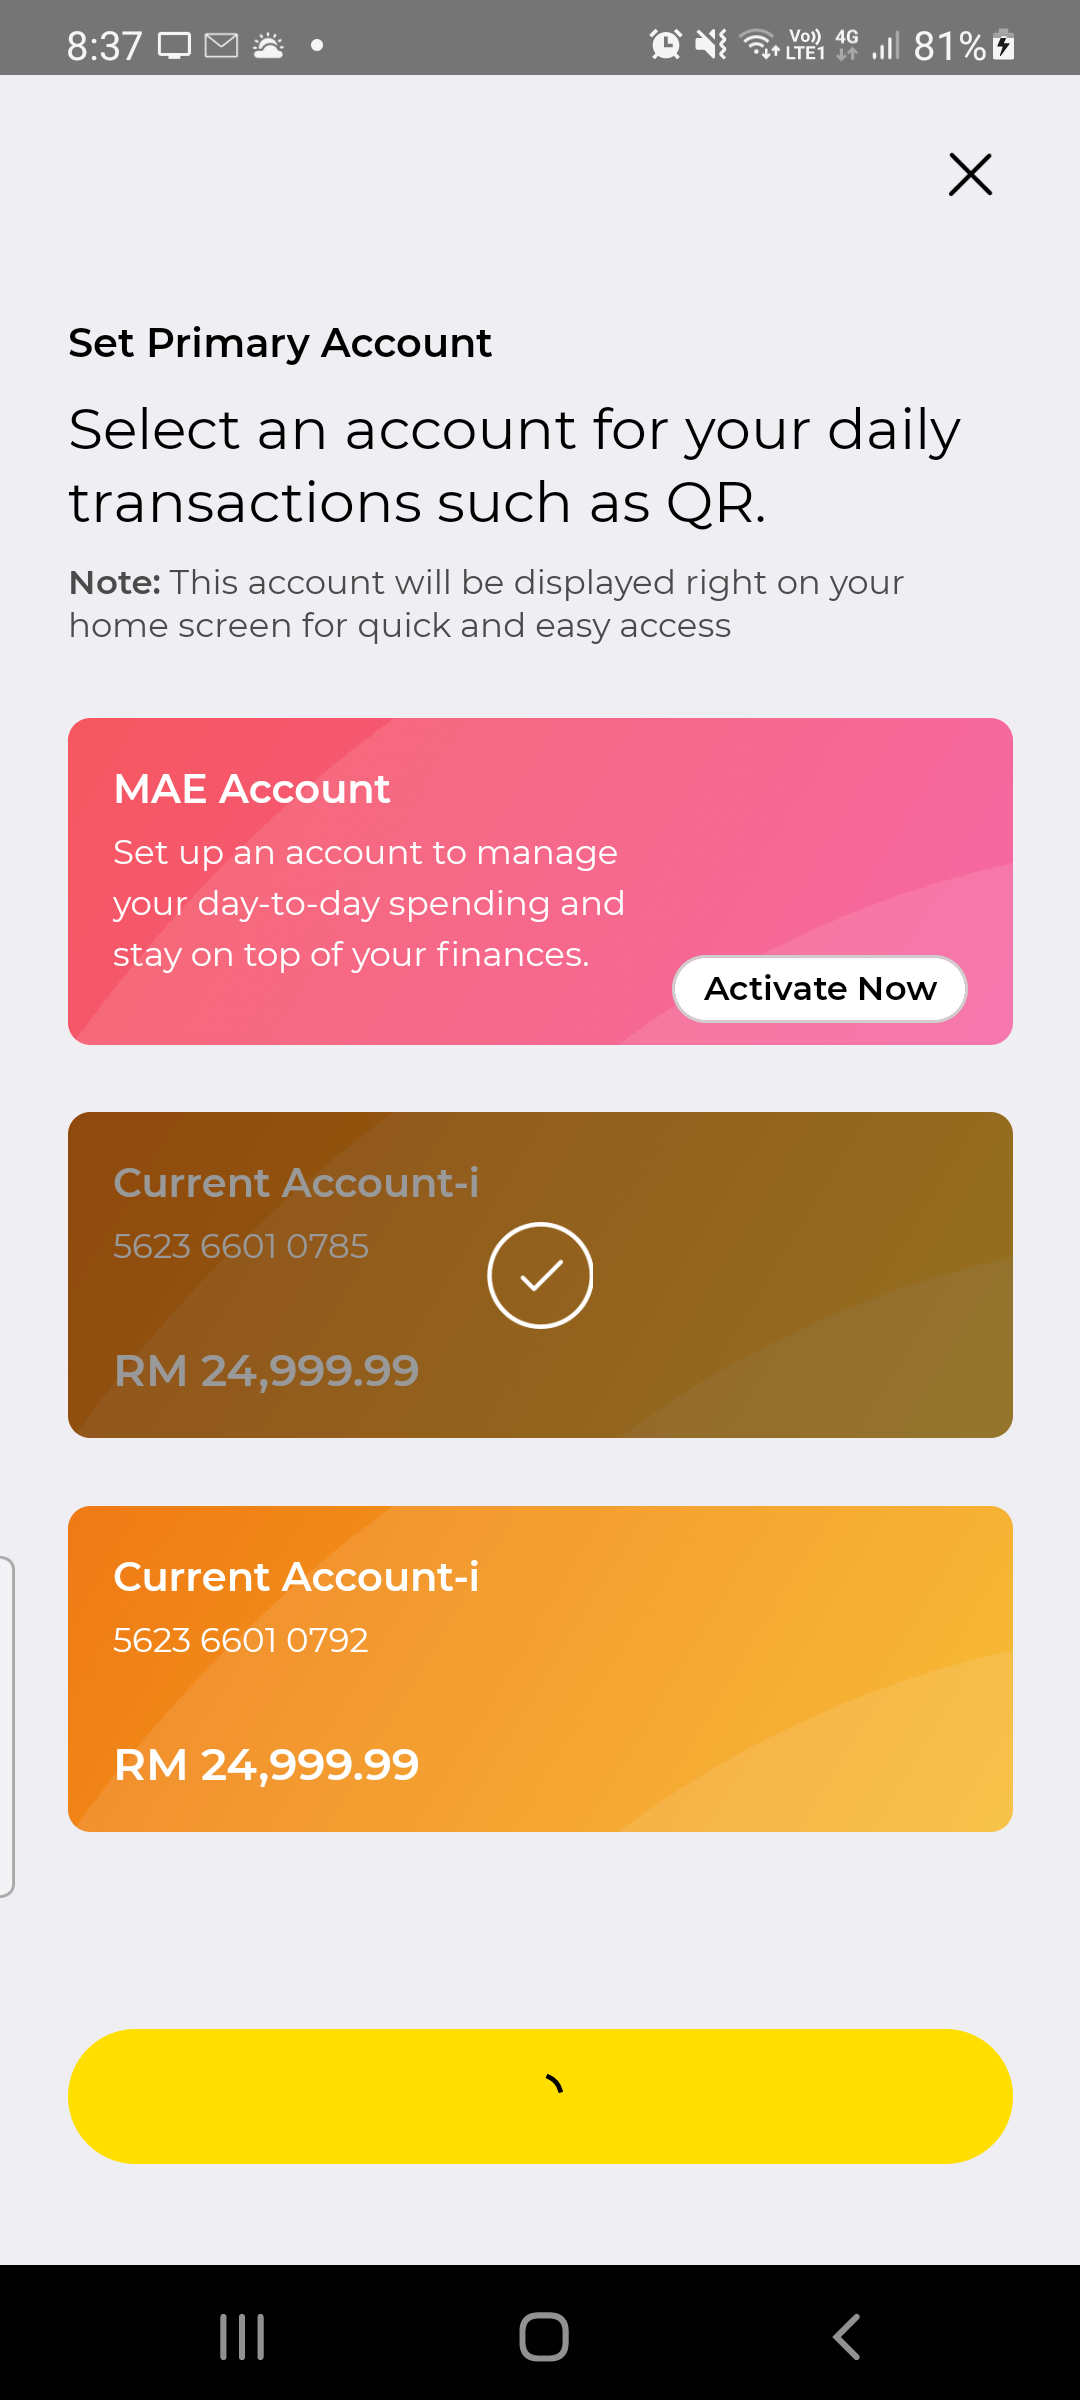 8:37
Vo)) LTE1 4G 81%
Set Primary Account
Select an account for your daily
transactions such as QR.
Note: This account will be displayed right on your
home screen for quick and easy access
MAE Account
Set up an account to manage
your day-to-day spending and
stay on top of your finances.
Activate Now
Current Account-i
5623 6601 0785
RM 24,999.99
Current Account-i
5623 6601 0792
RM 24,999.99